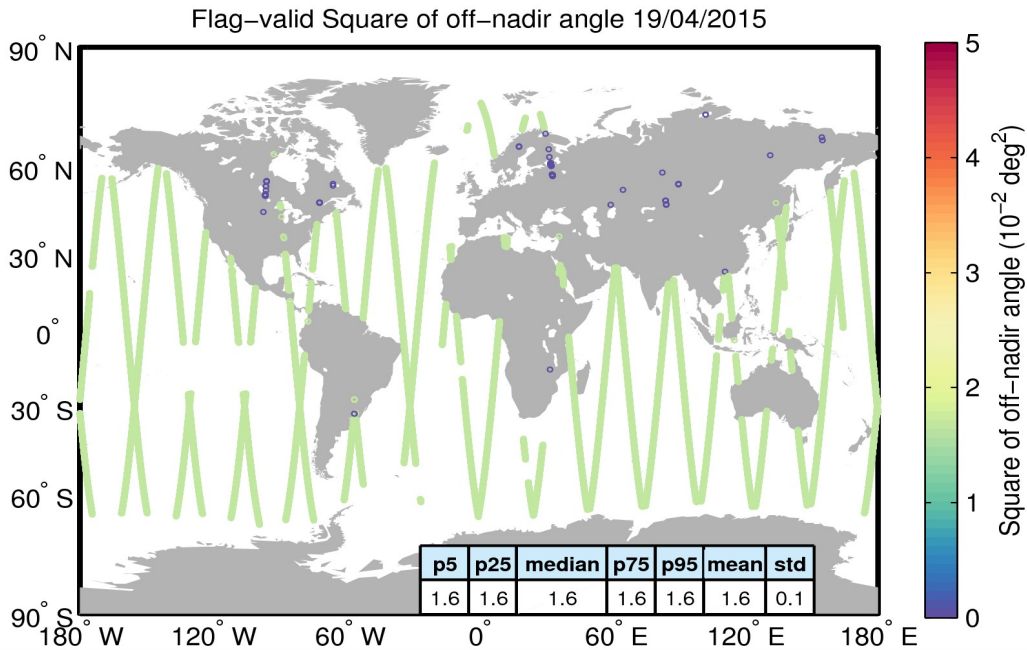 Flag−valid Square of off−nadir angle 19/04/2015
90° N
60° N
30° N
0°
30° S
60° S
90° S
180° W
120° W
60° W
0°
60° E
120° E
180° E
p5 p25 median p75 p95 mean std
1.6 1.6 1.6 1.6 1.6 1.6 0.1
5
4
3
2
1
0
Square of off−nadir angle (10⁻² deg²)